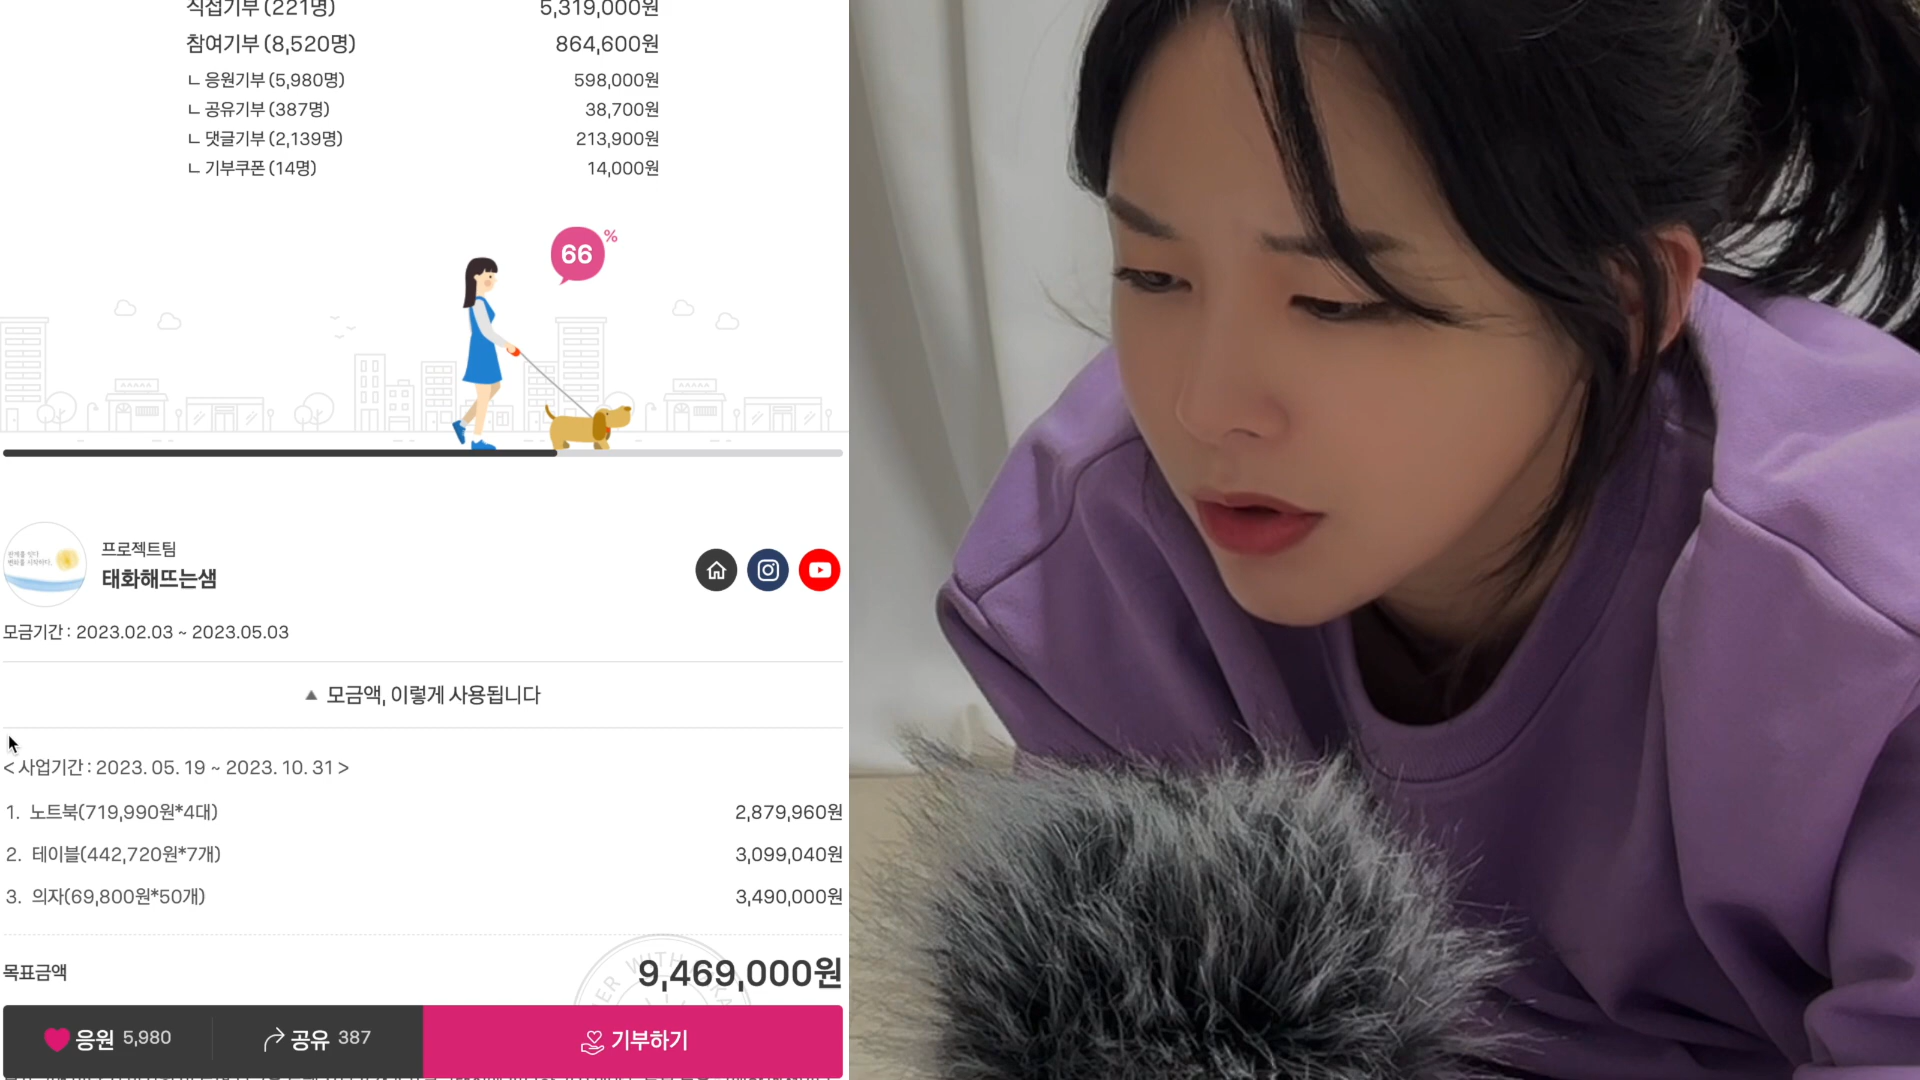 직접기부 (221명) 5,319,000원
참여기부 (8,520명) 864,600원
ㄴ 응원기부 (5,980명) 598,000원
ㄴ 공유기부 (387명) 38,700원
ㄴ 댓글기부 (2,139명) 213,900원
ㄴ 기부쿠폰 (14명) 14,000원
66 %
프로젝트팀
태화해뜨는샘
모금기간 : 2023.02.03 ~ 2023.05.03
▲ 모금액, 이렇게 사용됩니다
< 사업기간 : 2023. 05. 19 ~ 2023. 10. 31 >
1. 노트북(719,990원*4대) 2,879,960원
2. 테이블(442,720원*7개) 3,099,040원
3. 의자(69,800원*50개) 3,490,000원
WITH
목표금액 9,469,000원
응원 5,980 공유 387 기부하기